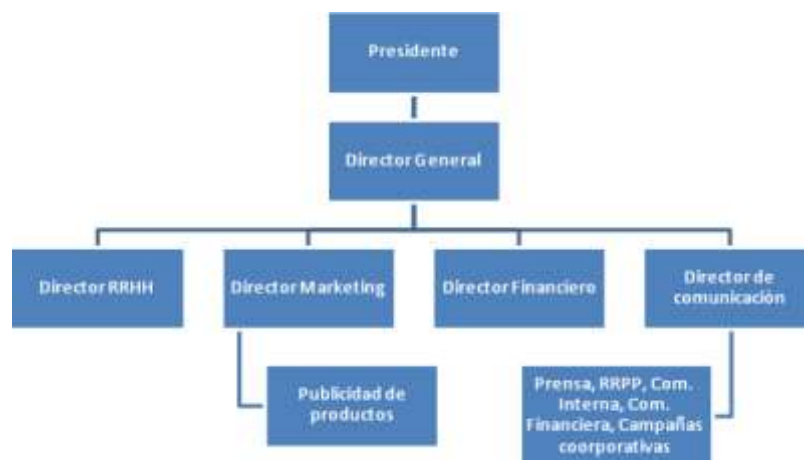 Presidente
Director General
Director RRHH
Director Marketing
Director Financiero
Director de
comunicación
Publicidad de
productos
Prensa, RRPP, Com.
Interna, Com.
Financiera, Campañas
coorporativas